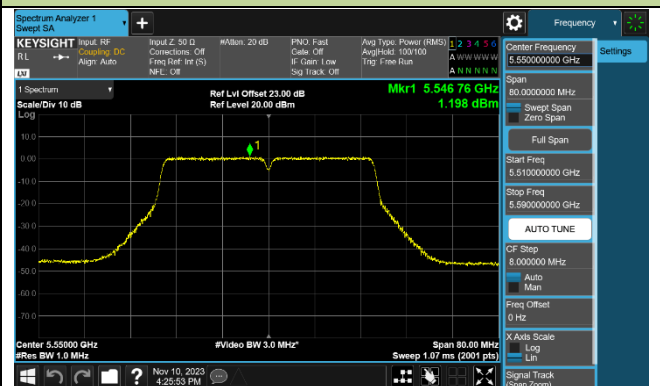 Spectrum Analyzer 1
Swept SA
Frequency
KEYSIGHT
RL
LXI
Input: RF
Coupling: DC
Align: Auto
Input Z: 50 Ω
Corrections: Off
Freq Ref: Int (S)
NFE: Off
#Atten: 20 dB
PNO: Fast
Gate: Off
IF Gain: Low
Sig Track: Off
Avg Type: Power (RMS)
Avg|Hold: 100/100
Trig: Free Run
1 2 3 4 5 6
A W W W W W
A N N N N N
Center Frequency
5.550000000 GHz
Settings
Span
80.0000000 MHz
Swept Span
Zero Span
Full Span
Start Freq
5.510000000 GHz
Stop Freq
5.590000000 GHz
AUTO TUNE
CF Step
8.000000 MHz
Auto
Man
Freq Offset
0 Hz
X Axis Scale
Log
Lin
Signal Track
(Span Zoom)
1 Spectrum
Scale/Div 10 dB
Log
Ref Lvl Offset 23.00 dB
Ref Level 20.00 dBm
Mkr1 5.546 76 GHz
1.198 dBm
1
10.0
0.00
-10.0
-20.0
-30.0
-40.0
-50.0
-60.0
-70.0
Center 5.55000 GHz
#Res BW 1.0 MHz
#Video BW 3.0 MHz*
Span 80.00 MHz
Sweep 1.07 ms (2001 pts)
Nov 10, 2023
4:25:53 PM